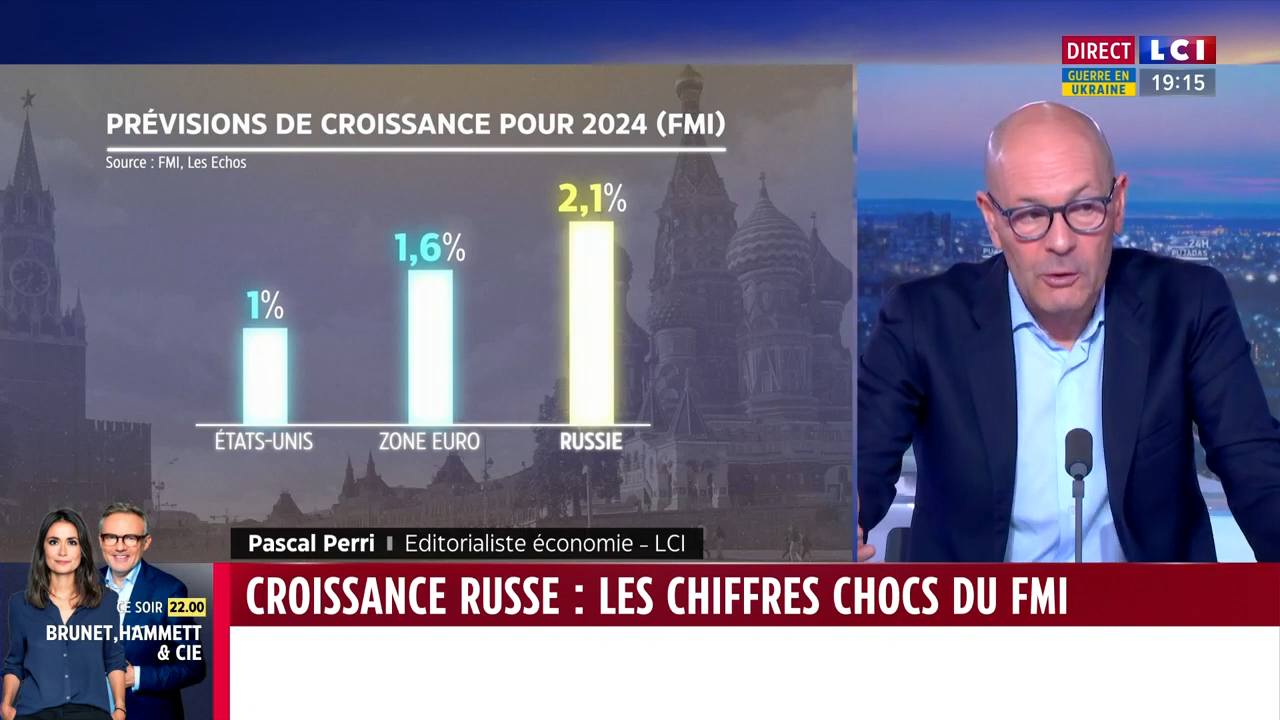 DIRECT LCI
GUERRE EN
UKRAINE
19:15
PRÉVISIONS DE CROISSANCE POUR 2024 (FMI)
Source : FMI, Les Echos
2,1%
1,6%
1%
ÉTATS-UNIS ZONE EURO RUSSIE
24H
PUJADAS
Pascal Perri Editorialiste économie - LCI
CROISSANCE RUSSE : LES CHIFFRES CHOCS DU FMI
CE SOIR 22.00
BRUNET, HAMMETT
& CIE